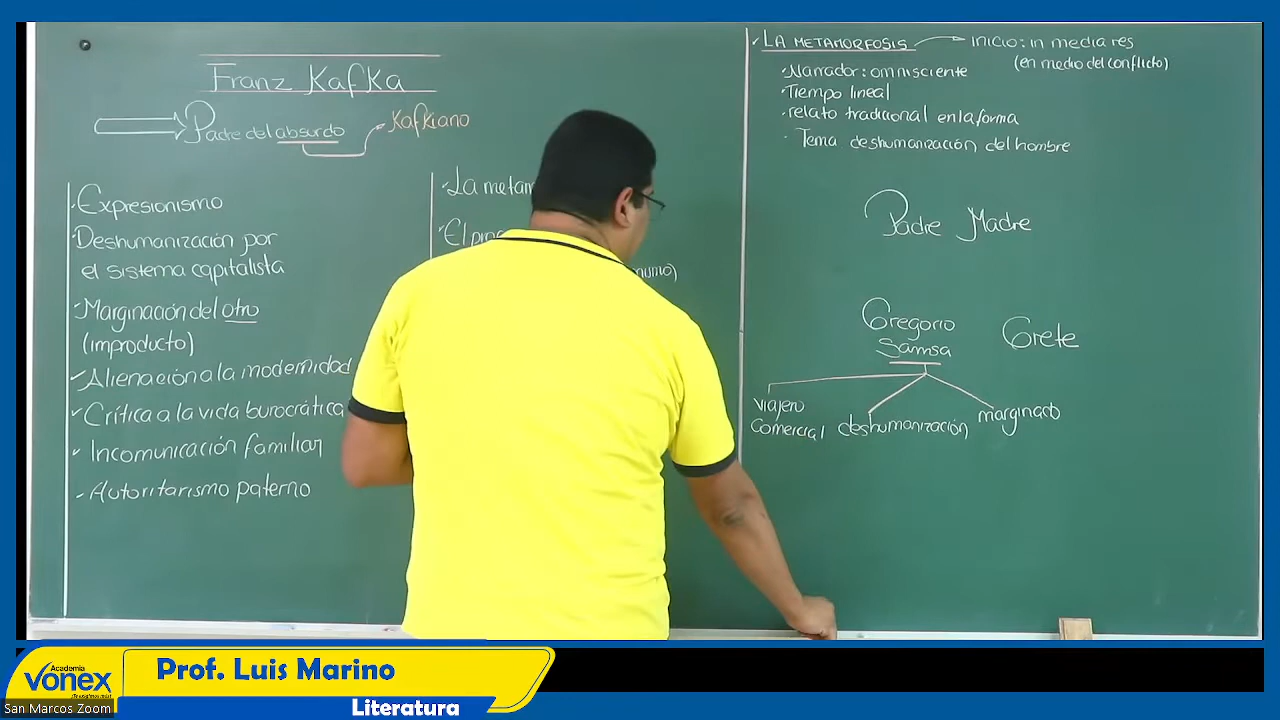 Franz Kafka
Padre del absurdo
Kafkiano
Expresionismo
Deshumanización por
el sistema capitalista
Marginación del otro
(improducto)
Alienación a la modernidad
Crítica a la vida burocrática
Incomunicación familiar
Autoritarismo paterno
La
El
LA METAMORFOSIS
inicio: in media res
(en medio del conflicto)
Narrador: omnisciente
Tiempo lineal
relato tradicional en la forma
Tema deshumanización del hombre
Padre Madre
Gregorio
Samsa
Grete
viajero
comercial
deshumanización
marginado
Academia
VONEX
San Marcos Zoom
Prof. Luis Marino
Literatura